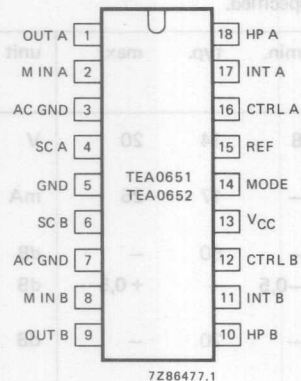 OUT A 1 18 HP A
M IN A 2 17 INT A
AC GND 3 16 CTRL A
SC A 4 15 REF
GND 5 14 MODE
TEA0651
TEA0652
SC B 6 13 VCC
AC GND 7 12 CTRL B
M IN B 8 11 INT B
OUT B 9 10 HP B
7Z86477.1